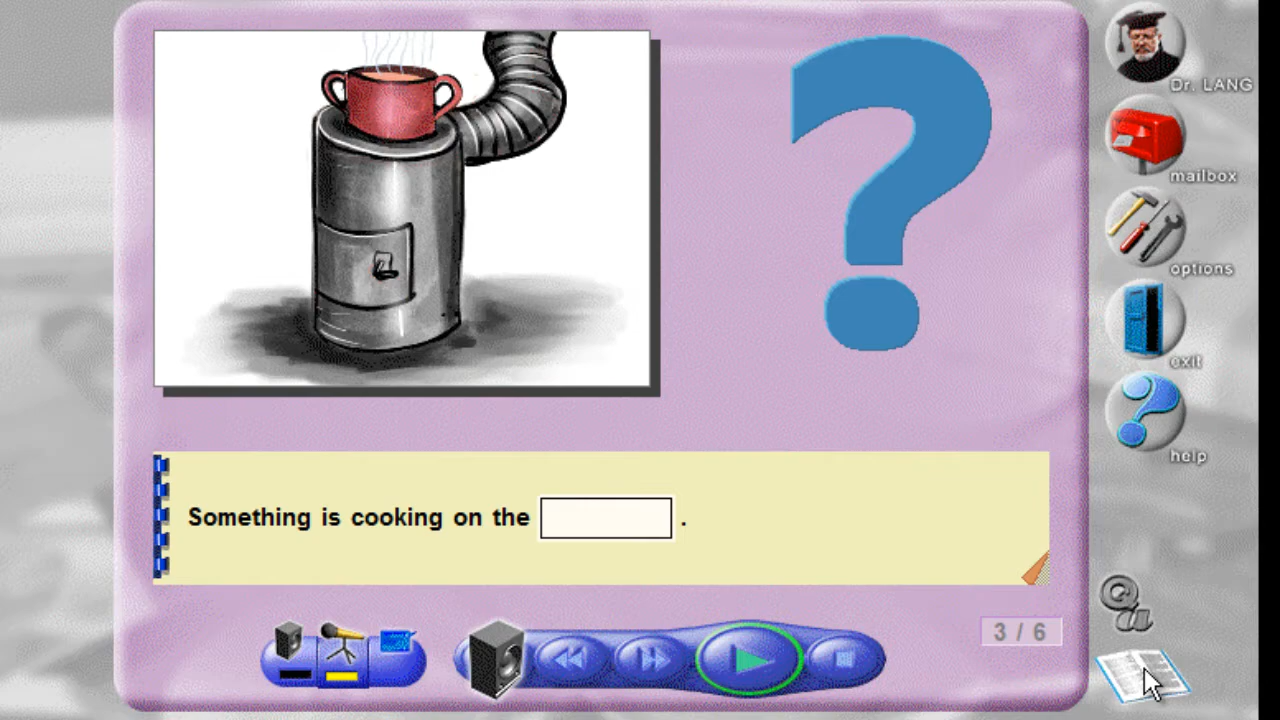 Dr. LANG
mailbox
options
exit
help
Something is cooking on the .
3 / 6